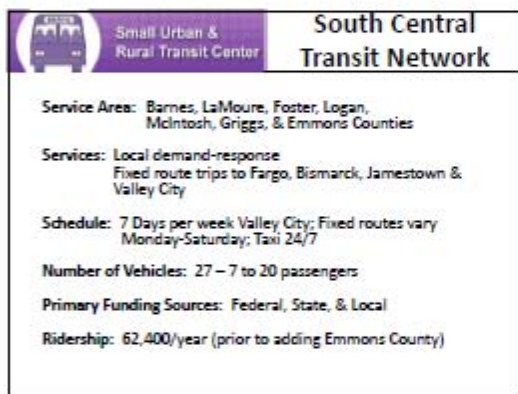 Small Urban &
Rural Transit Center
South Central
Transit Network
Service Area: Barnes, LaMoure, Foster, Logan,
McIntosh, Griggs, & Emmons Counties
Services: Local demand-response
Fixed route trips to Fargo, Bismarck, Jamestown &
Valley City
Schedule: 7 Days per week Valley City; Fixed routes vary
Monday-Saturday; Taxi 24/7
Number of Vehicles: 27 – 7 to 20 passengers
Primary Funding Sources: Federal, State, & Local
Ridership: 62,400/year (prior to adding Emmons County)